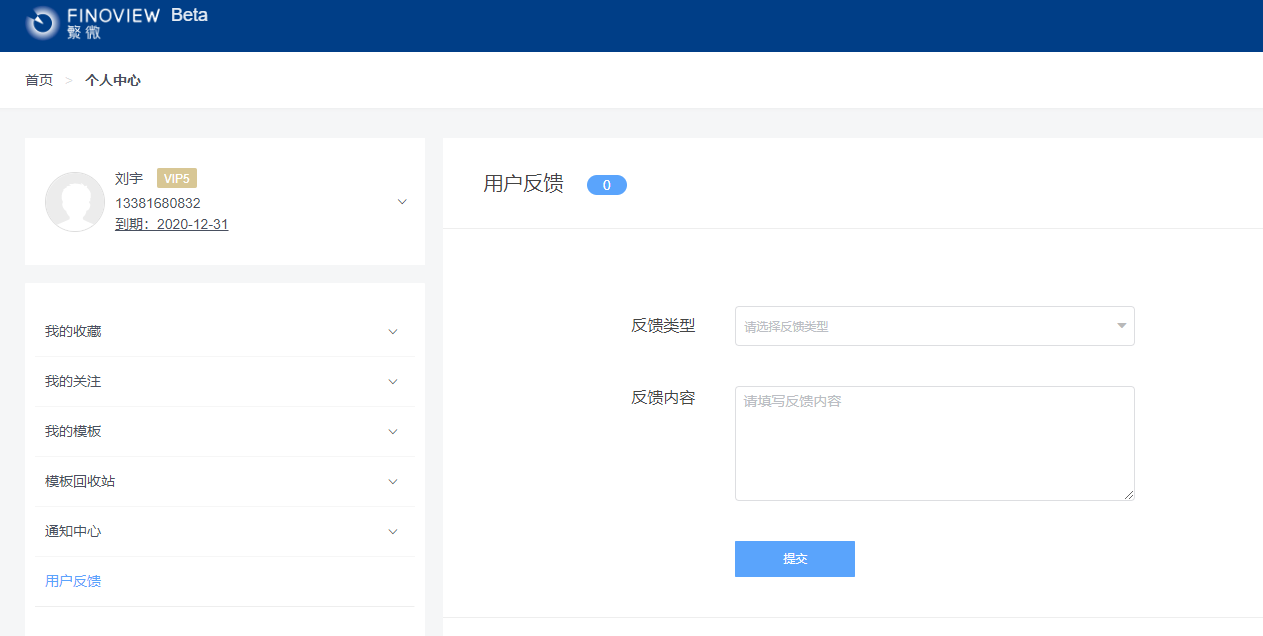 FINOVIEW Beta
繁微
首页 > 个人中心
刘宇 VIP5
13381680832
到期：2020-12-31
我的收藏
我的关注
我的模板
模板回收站
通知中心
用户反馈
用户反馈 0
反馈类型 请选择反馈类型
反馈内容 请填写反馈内容
提交